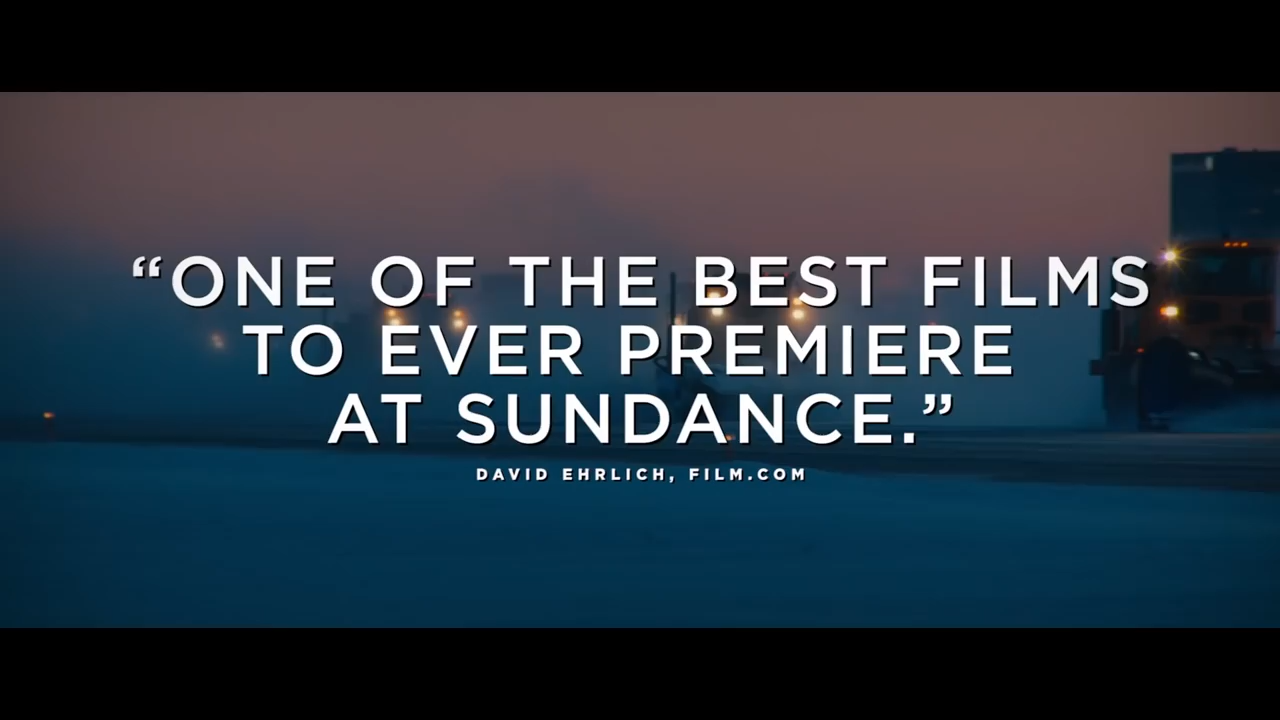 “ONE OF THE BEST FILMS
TO EVER PREMIERE
AT SUNDANCE.”
DAVID EHRLICH, FILM.COM